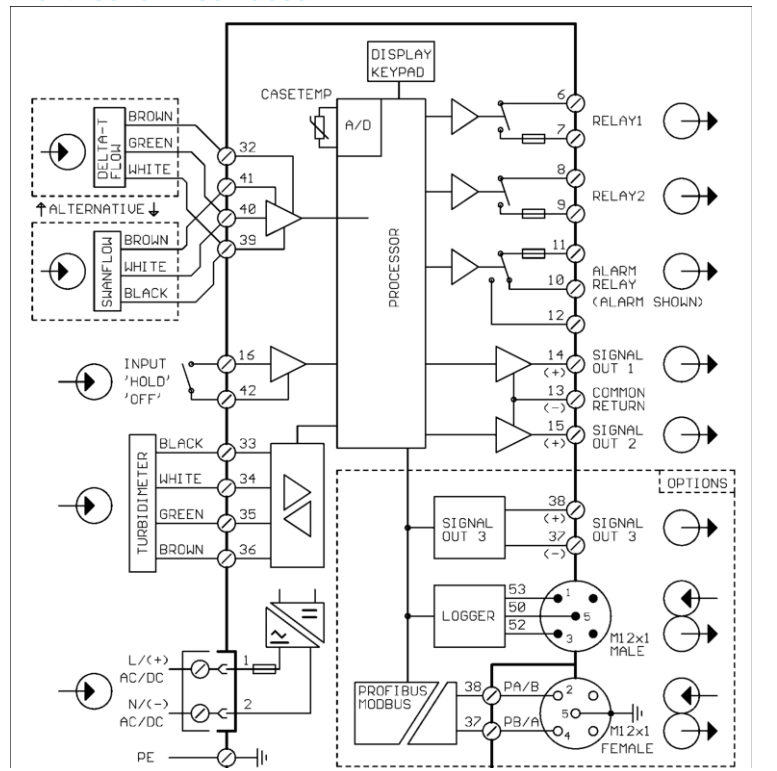 DISPLAY
KEYPAD
CASETEMP
A/D
PROCESSOR
BROWN
GREEN
WHITE
DELTA-T
FLOW
32
41
40
39
ALTERNATIVE
BROWN
WHITE
BLACK
SWANFLOW
INPUT
'HOLD'
'OFF'
16
42
BLACK
WHITE
GREEN
BROWN
33
34
35
36
TURBIDIMETER
L/(+)
AC/DC
1
N/(-)
AC/DC
2
PE
6
7
RELAY1
8
9
RELAY2
11
10
12
ALARM
RELAY
(ALARM SHOWN)
14
(+)
SIGNAL
OUT 1
13
(-)
COMMON
RETURN
15
(+)
SIGNAL
OUT 2
OPTIONS
SIGNAL
OUT 3
38
(+)
37
(-)
SIGNAL
OUT 3
LOGGER
53
50
52
1
5
3
M12x1
MALE
PROFIBUS
MODBUS
38
PA/B
37
PB/A
2
5
4
M12x1
FEMALE